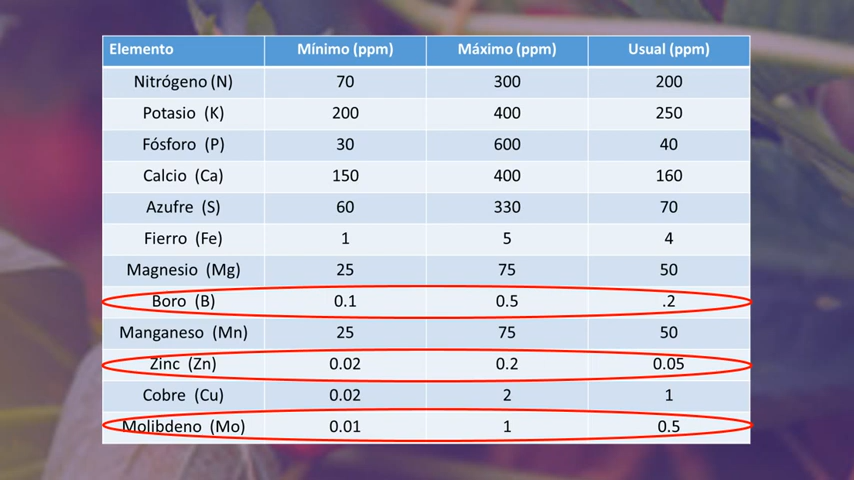 Elemento Mínimo (ppm) Máximo (ppm) Usual (ppm)
Nitrógeno (N) 70 300 200
Potasio (K) 200 400 250
Fósforo (P) 30 600 40
Calcio (Ca) 150 400 160
Azufre (S) 60 330 70
Fierro (Fe) 1 5 4
Magnesio (Mg) 25 75 50
Boro (B) 0.1 0.5 .2
Manganeso (Mn) 25 75 50
Zinc (Zn) 0.02 0.2 0.05
Cobre (Cu) 0.02 2 1
Molibdeno (Mo) 0.01 1 0.5